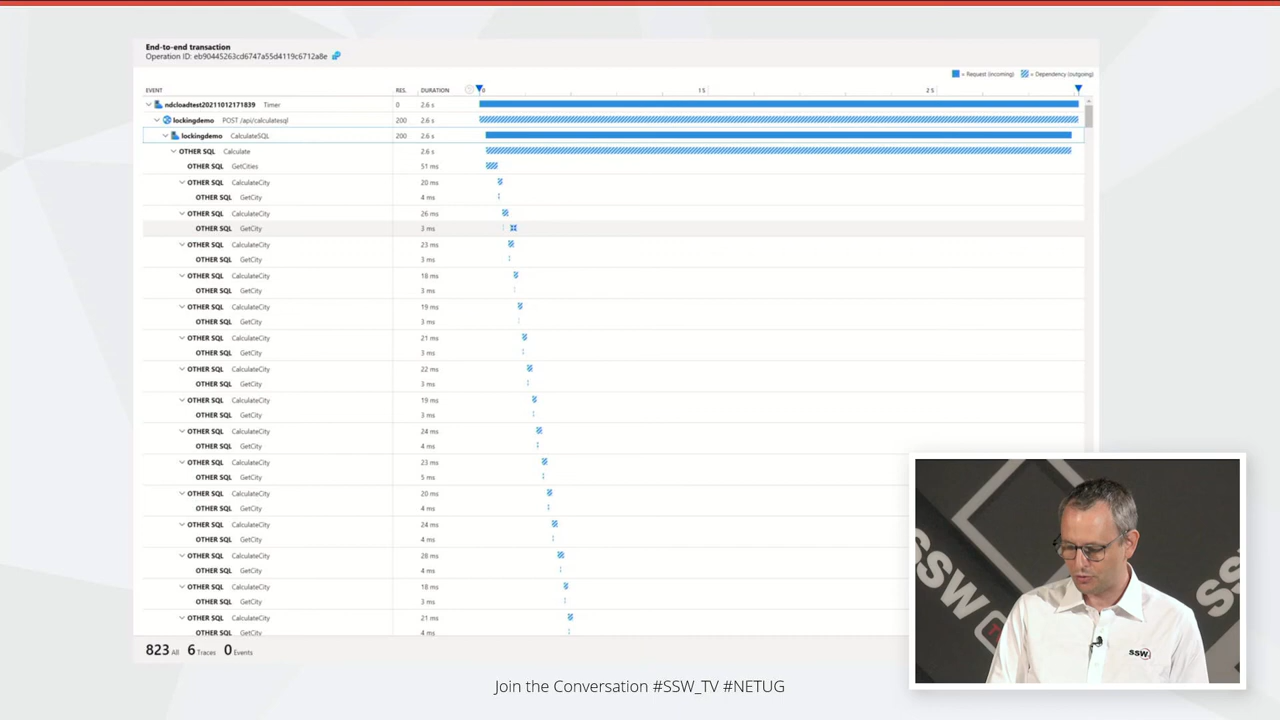 End-to-end transaction
Operation ID: eb90445263cd6747a55d4119c6712a8e
= Request (incoming) = Dependency (outgoing)
EVENT RES. DURATION 0 1 S 2 S
ndcloadtest20211012171839 Timer 0 2.6 s
lockingdemo POST /api/calculatesql 200 2.6 s
lockingdemo CalculateSQL 200 2.6 s
OTHER SQL Calculate 2.6 s
OTHER SQL GetCities 51 ms
OTHER SQL CalculateCity 20 ms
OTHER SQL GetCity 4 ms
OTHER SQL CalculateCity 26 ms
OTHER SQL GetCity 3 ms
OTHER SQL CalculateCity 23 ms
OTHER SQL GetCity 3 ms
OTHER SQL CalculateCity 18 ms
OTHER SQL GetCity 3 ms
OTHER SQL CalculateCity 19 ms
OTHER SQL GetCity 3 ms
OTHER SQL CalculateCity 21 ms
OTHER SQL GetCity 3 ms
OTHER SQL CalculateCity 22 ms
OTHER SQL GetCity 3 ms
OTHER SQL CalculateCity 19 ms
OTHER SQL GetCity 3 ms
OTHER SQL CalculateCity 24 ms
OTHER SQL GetCity 4 ms
OTHER SQL CalculateCity 23 ms
OTHER SQL GetCity 5 ms
OTHER SQL CalculateCity 20 ms
OTHER SQL GetCity 4 ms
OTHER SQL CalculateCity 24 ms
OTHER SQL GetCity 4 ms
OTHER SQL CalculateCity 28 ms
OTHER SQL GetCity 4 ms
OTHER SQL CalculateCity 18 ms
OTHER SQL GetCity 3 ms
OTHER SQL CalculateCity 21 ms
OTHER SQL GetCity 4 ms
823 All 6 Traces 0 Events
SSW
SSW
SSW
Join the Conversation #SSW_TV #NETUG